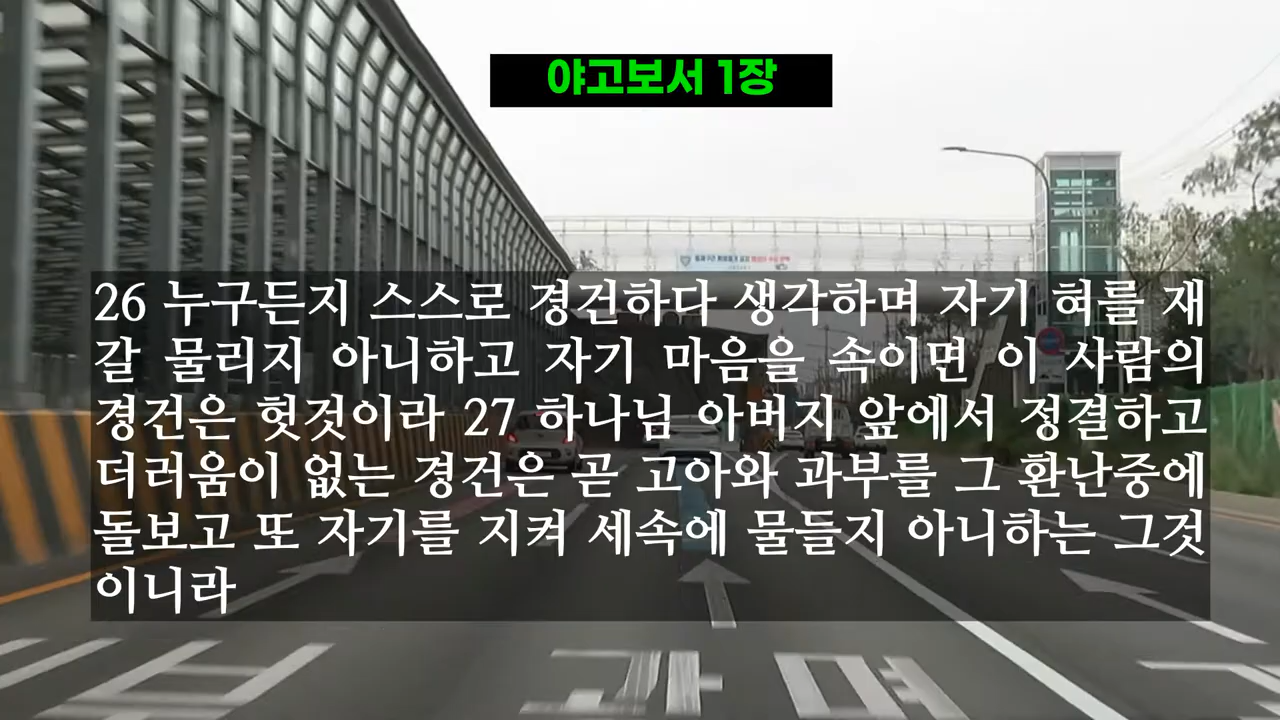 야고보서 1장
26 누구든지 스스로 경건하다 생각하며 자기 혀를 재
갈 물리지 아니하고 자기 마음을 속이면 이 사람의
경건은 헛것이라 27 하나님 아버지 앞에서 정결하고
더러움이 없는 경건은 곧 고아와 과부를 그 환난중에
돌보고 또 자기를 지켜 세속에 물들지 아니하는 그것
이니라